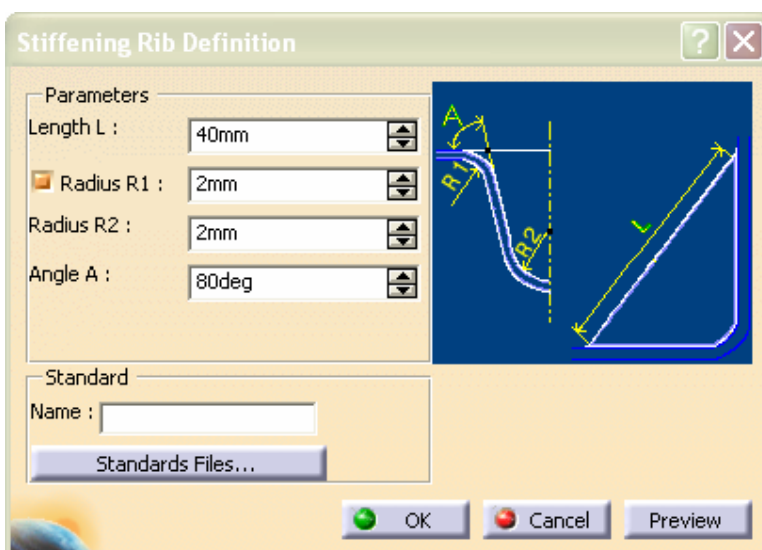 Stiffening Rib Definition
Parameters
Length L : 40mm
Radius R1 : 2mm
Radius R2 : 2mm
Angle A : 80deg
A
R1
R2
L
Standard
Name :
Standards Files...
OK Cancel Preview